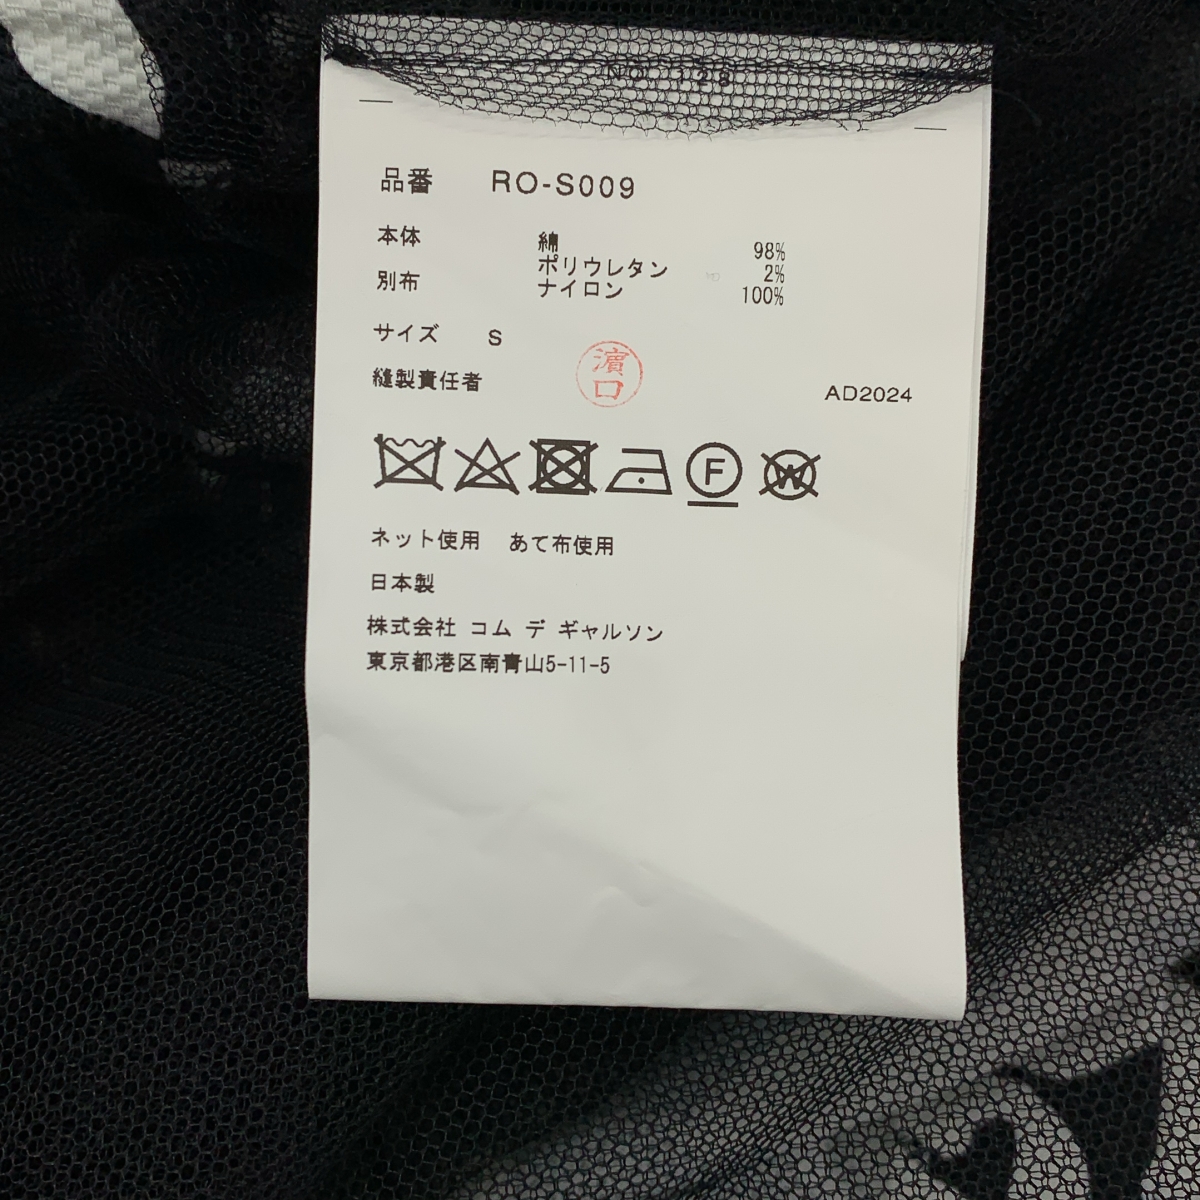 NO. 128
品番 RO-S009
本体 綿 98%
ポリウレタン 2%
別布 ナイロン 100%
サイズ S
縫製責任者 濵口
AD2024
F W
ネット使用 あて布使用
日本製
株式会社 コム デ ギャルソン
東京都港区南青山5-11-5